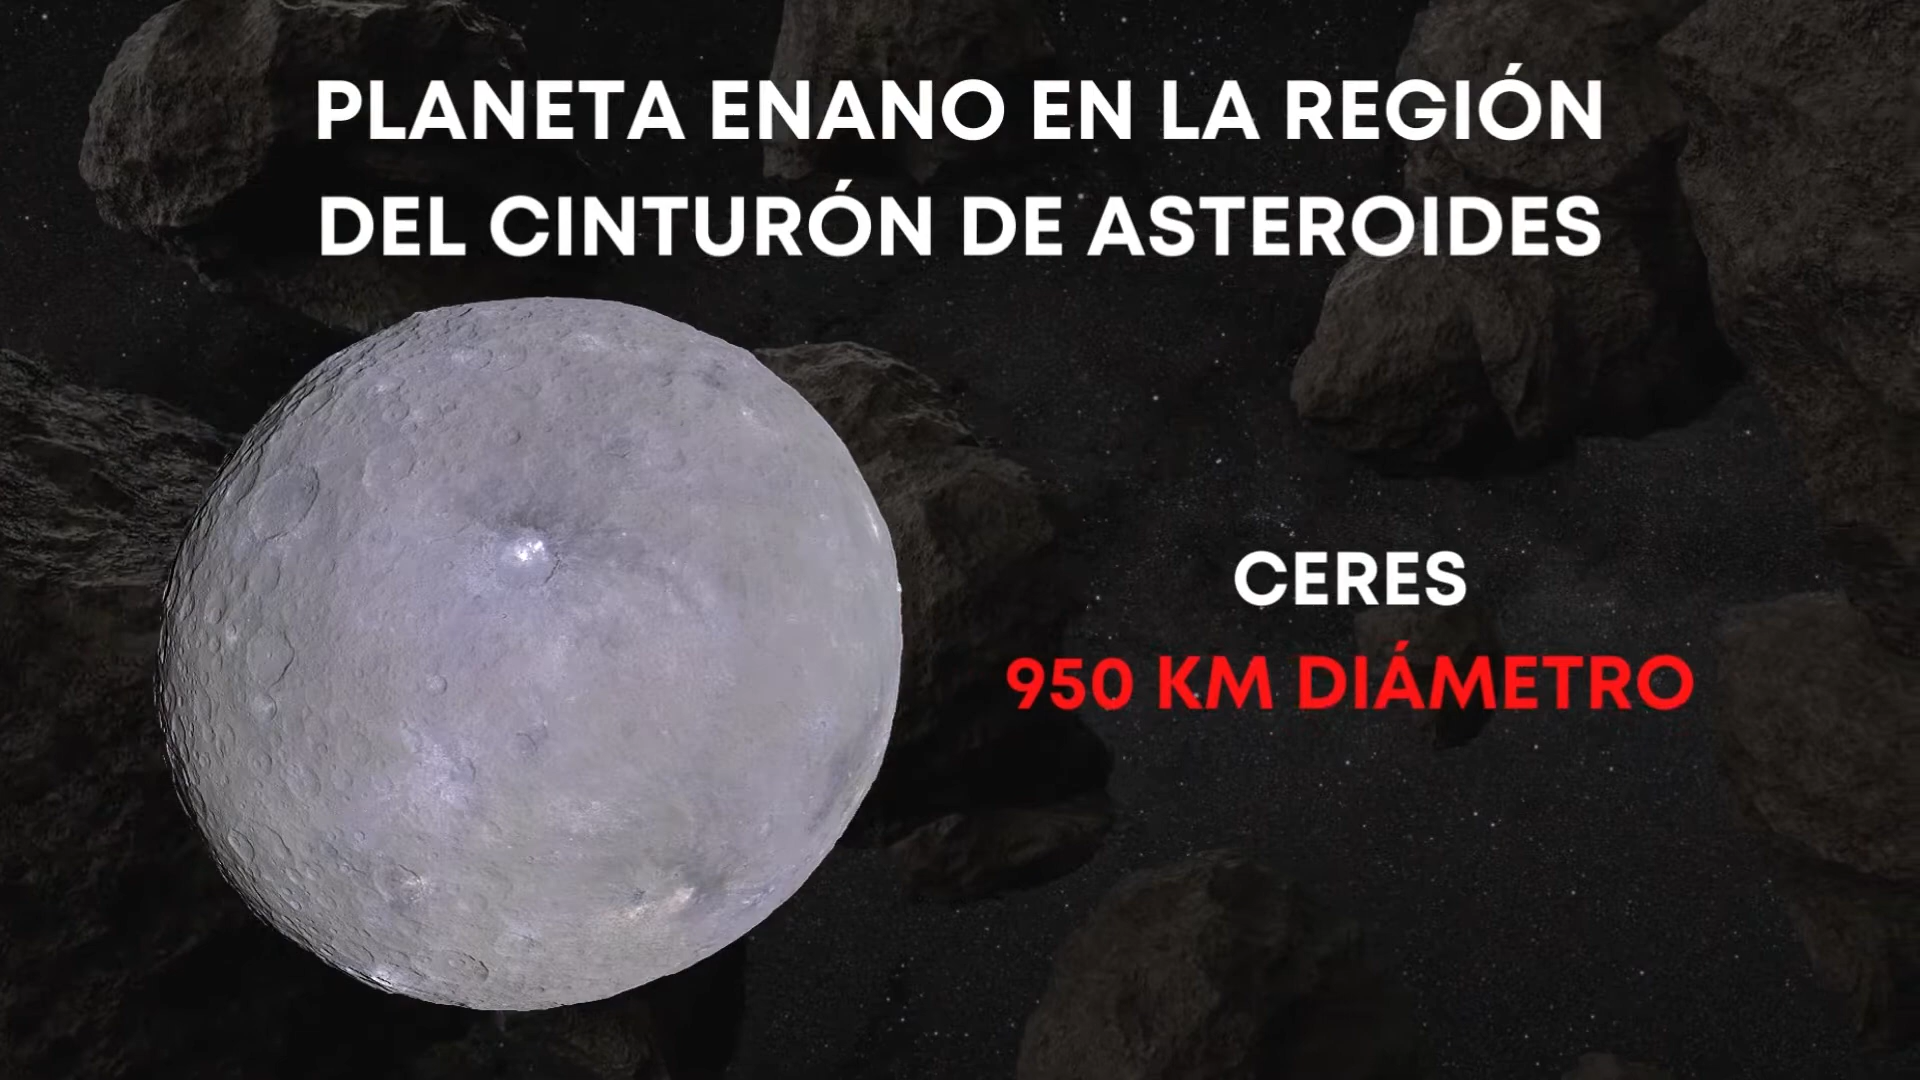 PLANETA ENANO EN LA REGIÓN
DEL CINTURÓN DE ASTEROIDES
CERES
950 KM DIÁMETRO